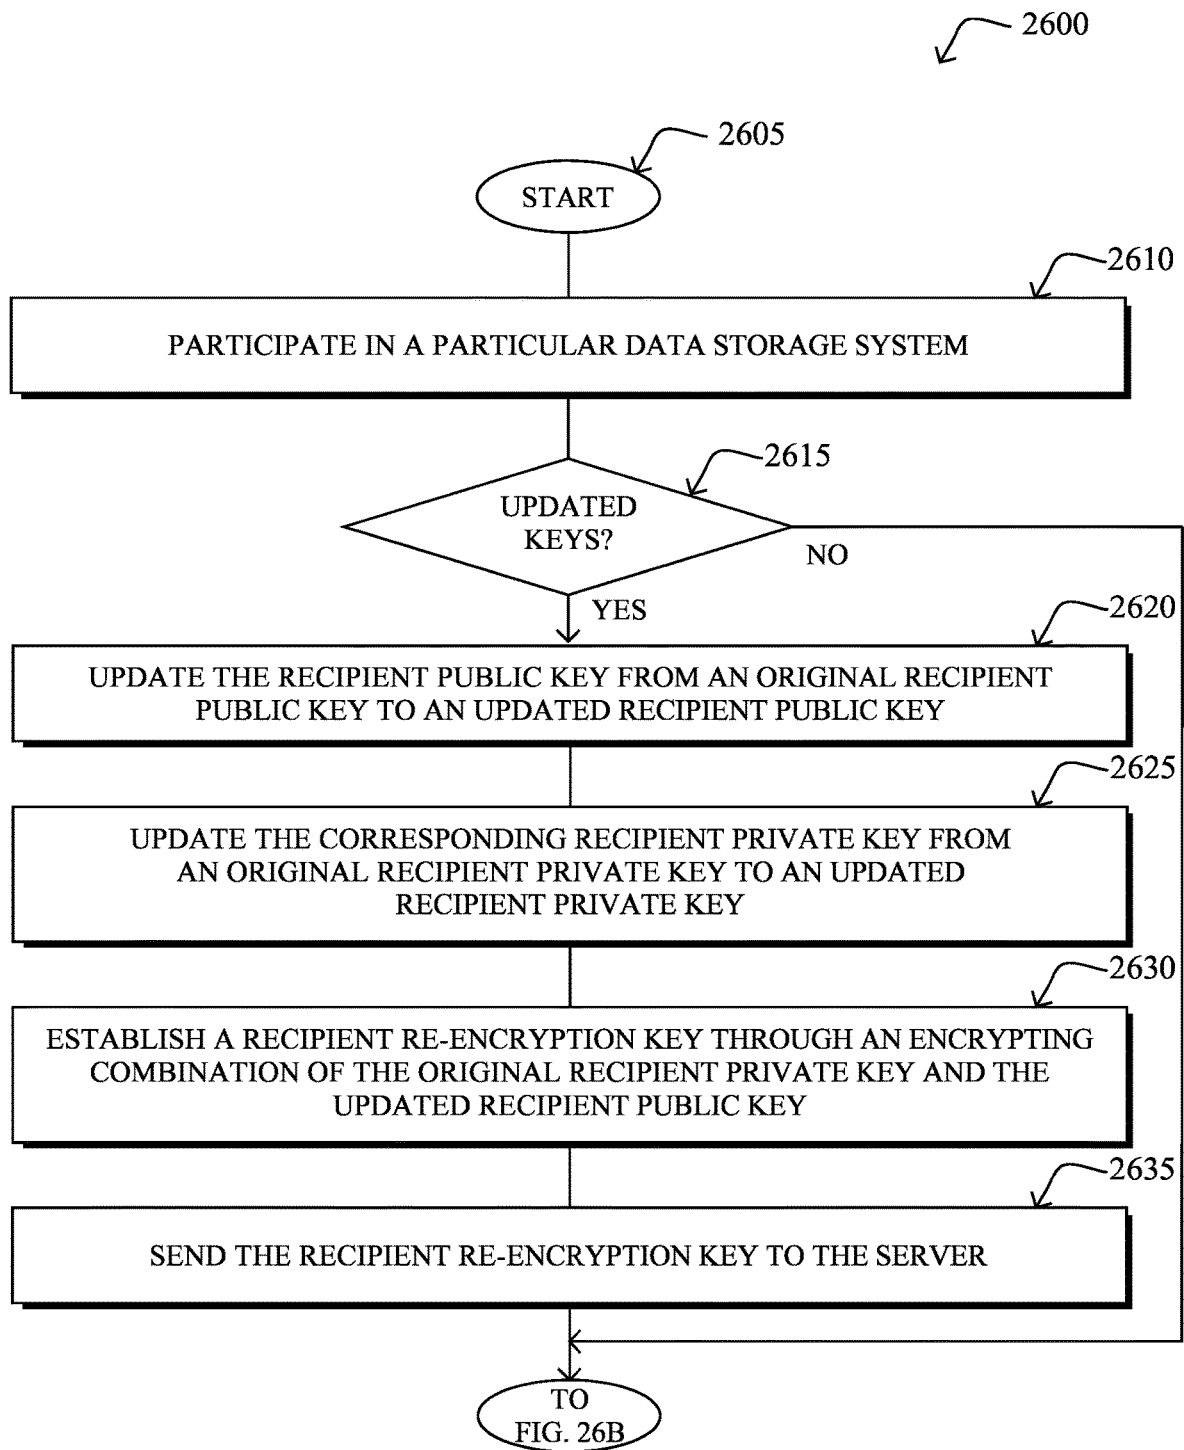 2600
2605
START
2610
PARTICIPATE IN A PARTICULAR DATA STORAGE SYSTEM
2615
UPDATED
KEYS?
NO
YES
2620
UPDATE THE RECIPIENT PUBLIC KEY FROM AN ORIGINAL RECIPIENT
PUBLIC KEY TO AN UPDATED RECIPIENT PUBLIC KEY
2625
UPDATE THE CORRESPONDING RECIPIENT PRIVATE KEY FROM
AN ORIGINAL RECIPIENT PRIVATE KEY TO AN UPDATED
RECIPIENT PRIVATE KEY
2630
ESTABLISH A RECIPIENT RE-ENCRYPTION KEY THROUGH AN ENCRYPTING
COMBINATION OF THE ORIGINAL RECIPIENT PRIVATE KEY AND THE
UPDATED RECIPIENT PUBLIC KEY
2635
SEND THE RECIPIENT RE-ENCRYPTION KEY TO THE SERVER
TO
FIG. 26B